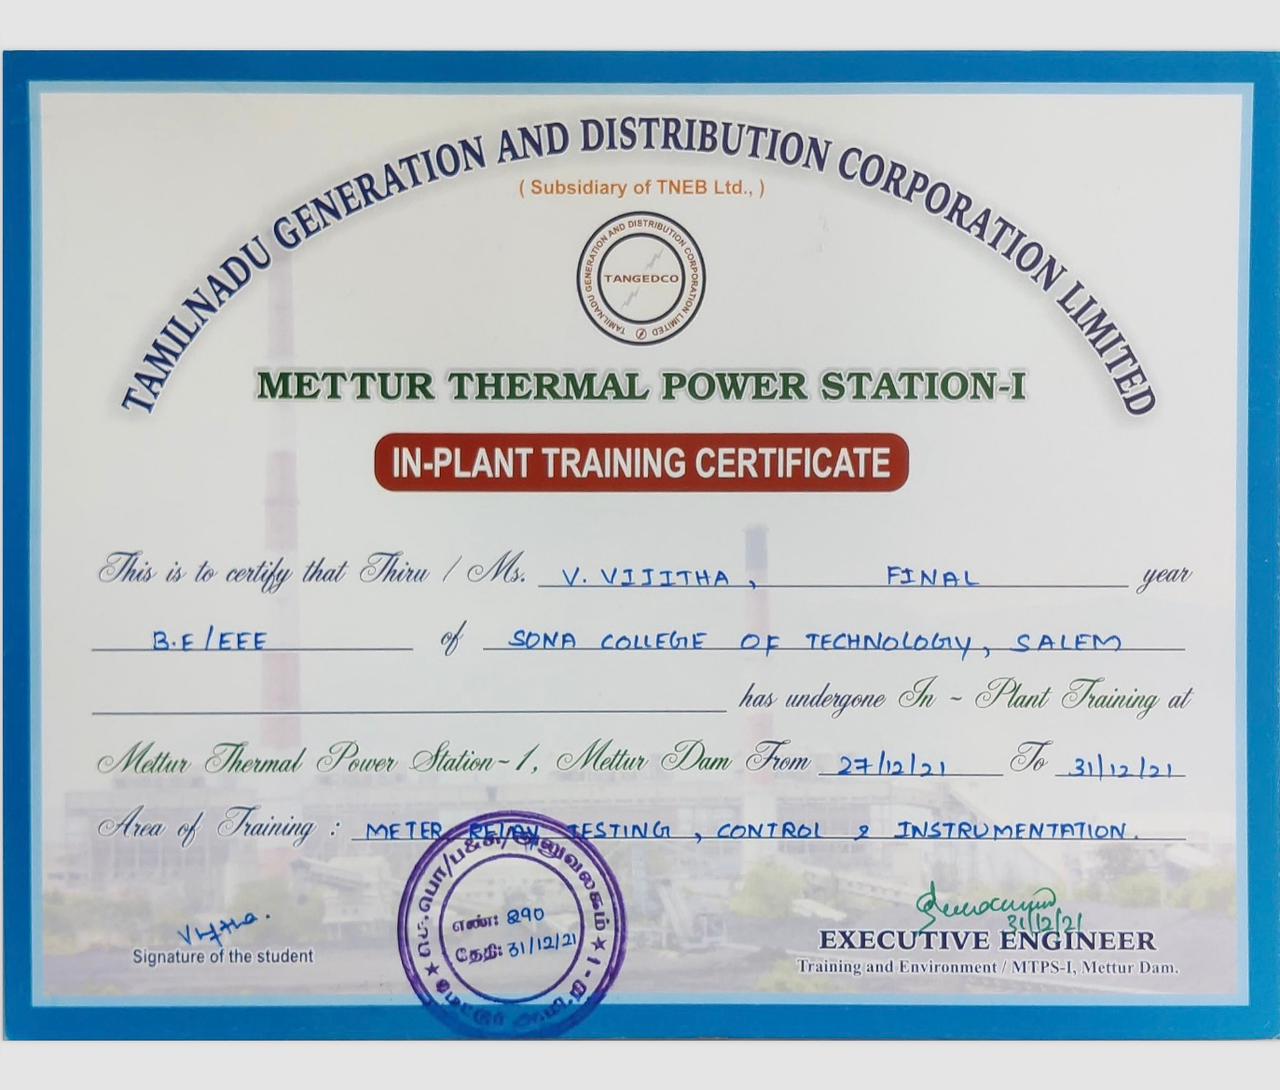 TAMILNADU GENERATION AND DISTRIBUTION CORPORATION LIMITED
( Subsidiary of TNEB Ltd., )
TAMILNADU GENERATION AND DISTRIBUTION CORPORATION LIMITED
TANGEDCO
METTUR THERMAL POWER STATION-I
IN-PLANT TRAINING CERTIFICATE
This is to certify that Thiru / Ms. V. VIJITHA, FINAL year
B.E/EEE of SONA COLLEGE OF TECHNOLOGY, SALEM
has undergone In ~ Plant Training at
Mettur Thermal Power Station~1, Mettur Dam From 27/12/21 To 31/12/21
Area of Training : METER RELAY TESTING, CONTROL & INSTRUMENTATION.
எண்: 290
தேதி: 31/12/21
31/12/21
Signature of the student
EXECUTIVE ENGINEER
Training and Environment / MTPS-I, Mettur Dam.